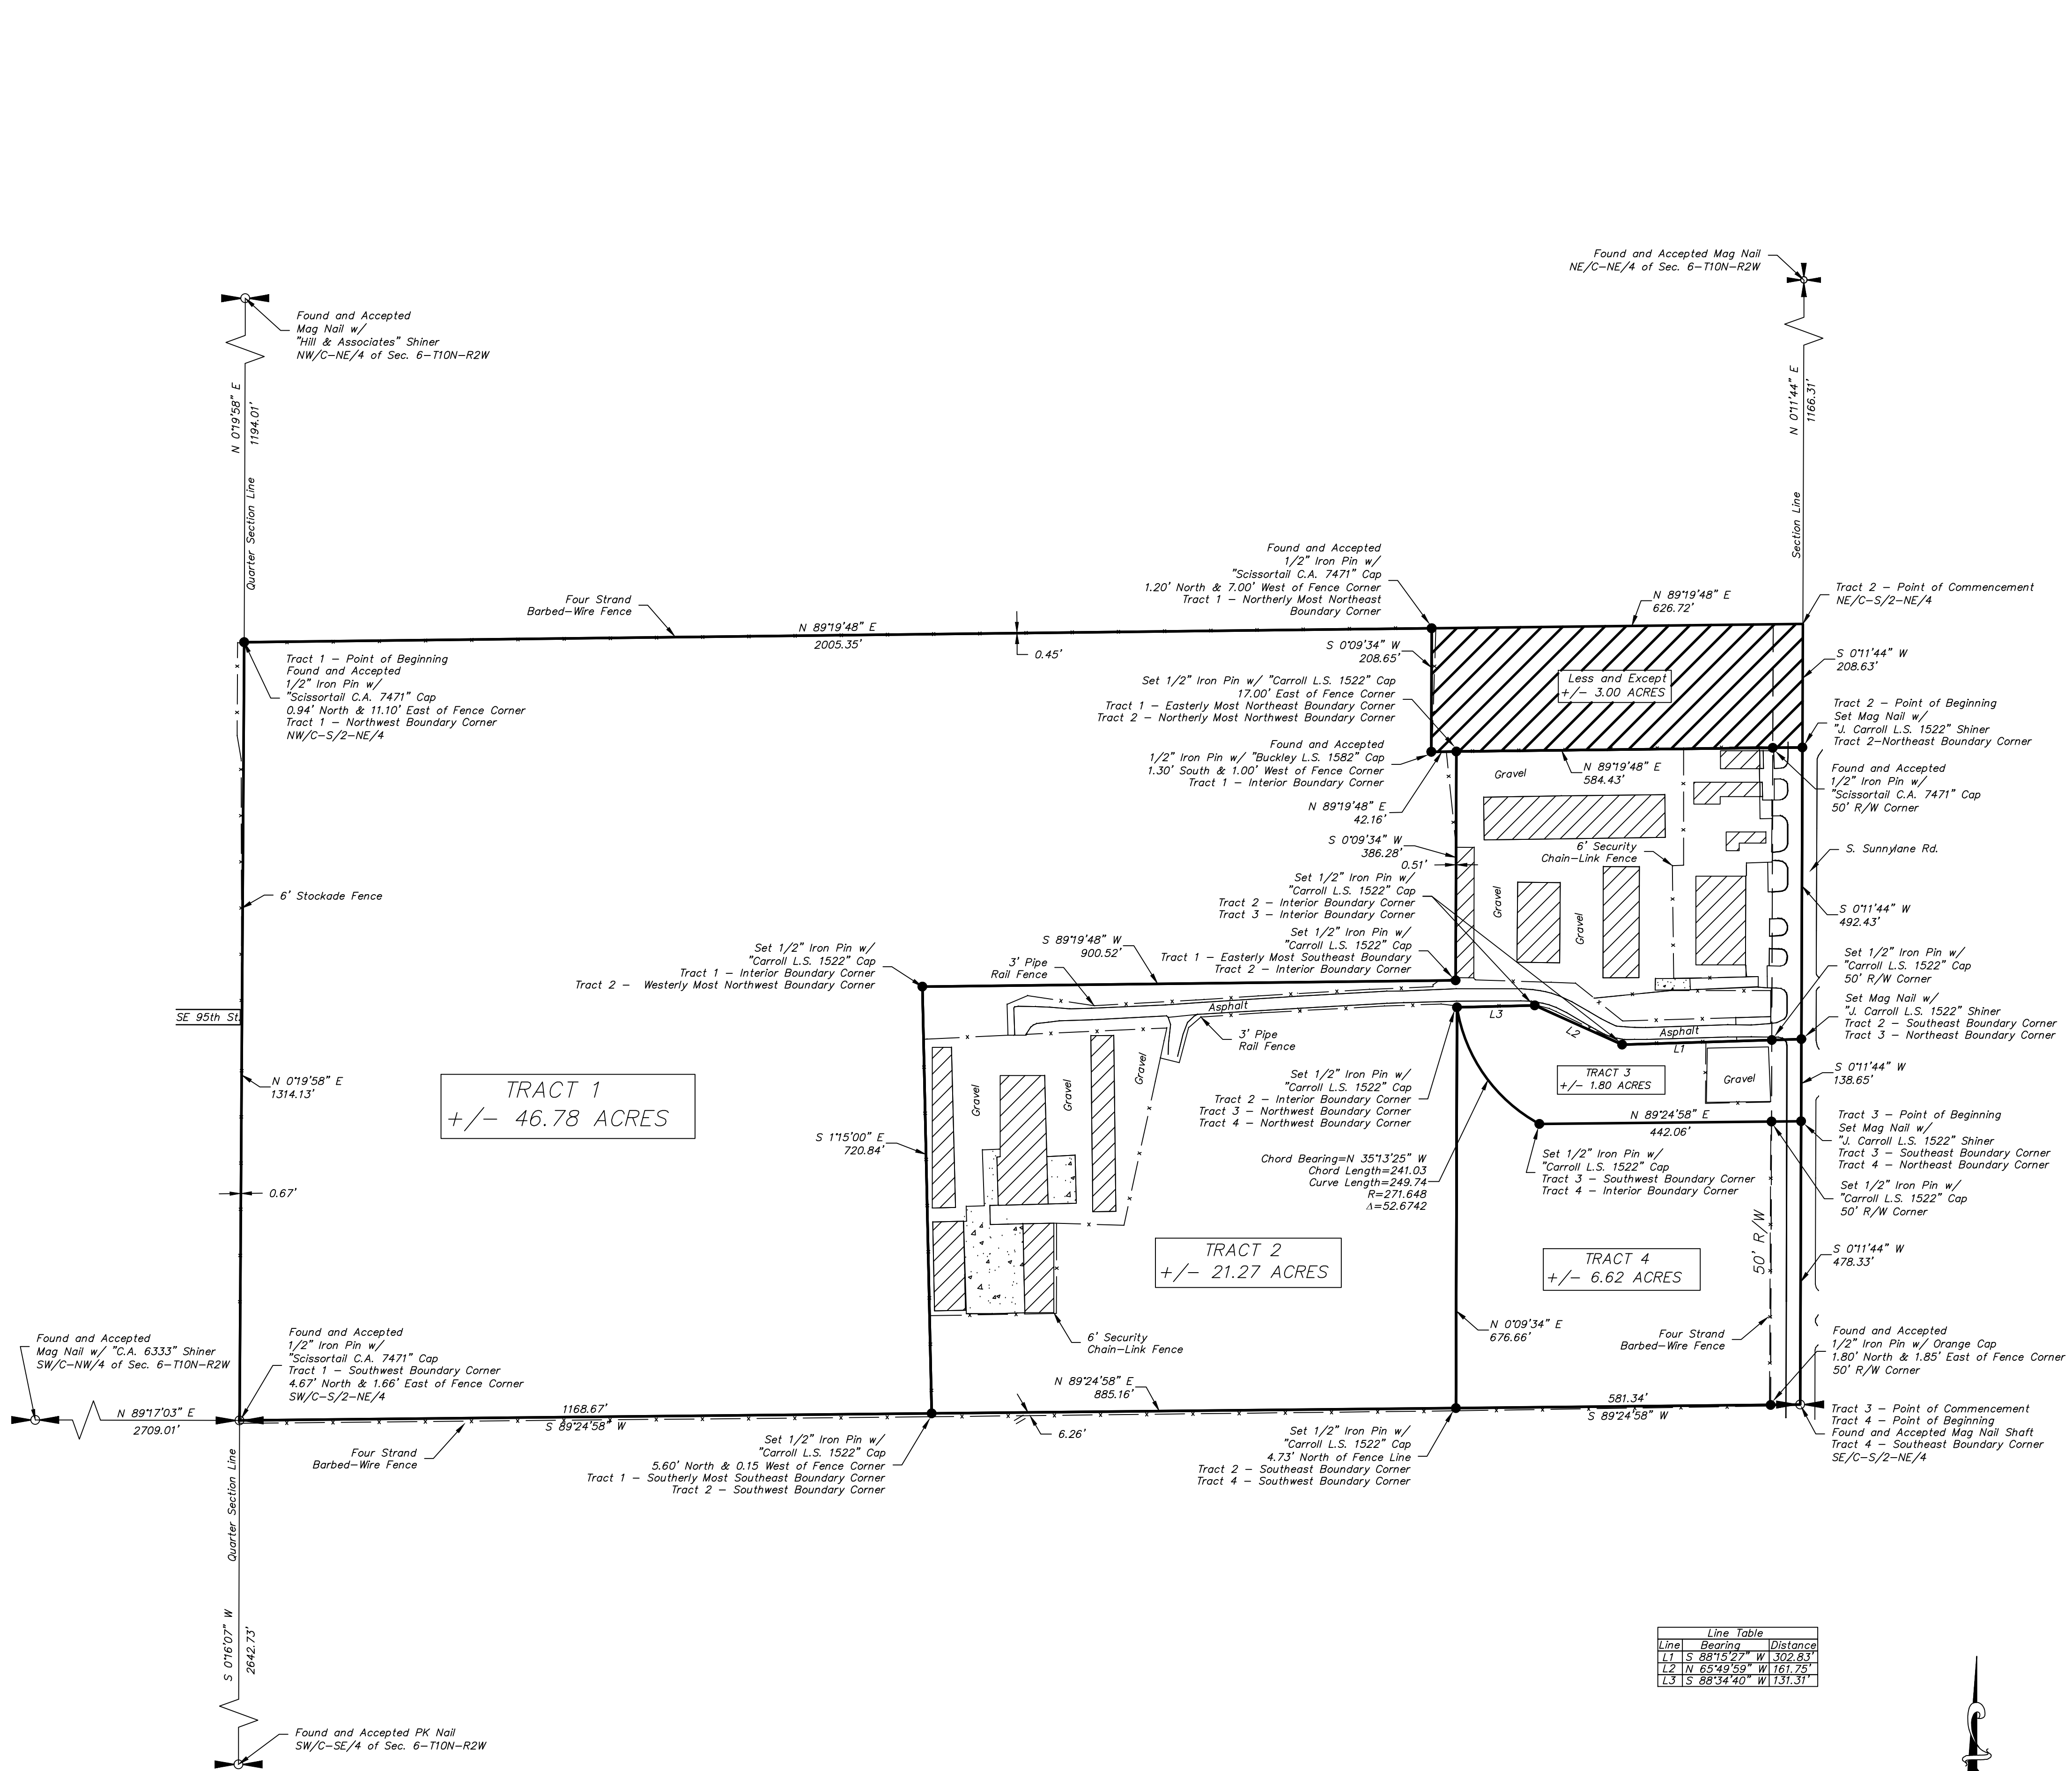 Found and Accepted Mag Nail
NE/C-NE/4 of Sec. 6-T10N-R2W
Found and Accepted
Mag Nail w/
"Hill & Associates" Shiner
NW/C-NE/4 of Sec. 6-T10N-R2W
N 0°19'58" E
1194.01'
Quarter Section Line
N 0°11'44" E
1166.31'
Section Line
Found and Accepted
1/2" Iron Pin w/
"Scissortail C.A. 7471" Cap
1.20' North & 7.00' West of Fence Corner
Tract 1 - Northerly Most Northeast
Boundary Corner
Four Strand
Barbed-Wire Fence
N 89°19'48" E
2005.35'
0.45'
N 89°19'48" E
626.72'
Tract 2 - Point of Commencement
NE/C-S/2-NE/4
Tract 1 - Point of Beginning
Found and Accepted
1/2" Iron Pin w/
"Scissortail C.A. 7471" Cap
0.94' North & 11.10' East of Fence Corner
Tract 1 - Northwest Boundary Corner
NW/C-S/2-NE/4
S 0°09'34" W
208.65'
S 0°11'44" W
208.63'
Less and Except
+/- 3.00 ACRES
Set 1/2" Iron Pin w/ "Carroll L.S. 1522" Cap
17.00' East of Fence Corner
Tract 1 - Easterly Most Northeast Boundary Corner
Tract 2 - Northerly Most Northwest Boundary Corner
Tract 2 - Point of Beginning
Set Mag Nail w/
"J. Carroll L.S. 1522" Shiner
Tract 2-Northeast Boundary Corner
Found and Accepted
1/2" Iron Pin w/ "Buckley L.S. 1582" Cap
1.30' South & 1.00' West of Fence Corner
Tract 1 - Interior Boundary Corner
Gravel
N 89°19'48" E
584.43'
Found and Accepted
1/2" Iron Pin w/
"Scissortail C.A. 7471" Cap
50' R/W Corner
N 89°19'48" E
42.16'
S 0°09'34" W
386.28'
0.51'
6' Security
Chain-Link Fence
S. Sunnylane Rd.
6' Stockade Fence
Set 1/2" Iron Pin w/
"Carroll L.S. 1522" Cap
Tract 2 - Interior Boundary Corner
Tract 3 - Interior Boundary Corner
Gravel
Gravel
S 0°11'44" W
492.43'
Set 1/2" Iron Pin w/
"Carroll L.S. 1522" Cap
Tract 1 - Interior Boundary Corner
Tract 2 - Westerly Most Northwest Boundary Corner
S 89°19'48" W
900.52'
3' Pipe
Rail Fence
Set 1/2" Iron Pin w/
"Carroll L.S. 1522" Cap
Tract 1 - Easterly Most Southeast Boundary
Tract 2 - Interior Boundary Corner
Set 1/2" Iron Pin w/
"Carroll L.S. 1522" Cap
50' R/W Corner
SE 95th St.
Asphalt
L3
L2
Asphalt
L1
Set Mag Nail w/
"J. Carroll L.S. 1522" Shiner
Tract 2 - Southeast Boundary Corner
Tract 3 - Northeast Boundary Corner
3' Pipe
Rail Fence
N 0°19'58" E
1314.13'
TRACT 1
+/- 46.78 ACRES
Gravel
Gravel
Gravel
Set 1/2" Iron Pin w/
"Carroll L.S. 1522" Cap
Tract 2 - Interior Boundary Corner
Tract 3 - Northwest Boundary Corner
Tract 4 - Northwest Boundary Corner
TRACT 3
+/- 1.80 ACRES
Gravel
S 0°11'44" W
138.65'
N 89°24'58" E
442.06'
Tract 3 - Point of Beginning
Set Mag Nail w/
"J. Carroll L.S. 1522" Shiner
Tract 3 - Southeast Boundary Corner
Tract 4 - Northeast Boundary Corner
S 1°15'00" E
720.84'
Chord Bearing=N 35°13'25" W
Chord Length=241.03
Curve Length=249.74
R=271.648
Δ=52.6742
Set 1/2" Iron Pin w/
"Carroll L.S. 1522" Cap
Tract 3 - Southwest Boundary Corner
Tract 4 - Interior Boundary Corner
Set 1/2" Iron Pin w/
"Carroll L.S. 1522" Cap
50' R/W Corner
0.67'
TRACT 2
+/- 21.27 ACRES
TRACT 4
+/- 6.62 ACRES
50' R/W
S 0°11'44" W
478.33'
N 0°09'34" E
676.66'
Four Strand
Barbed-Wire Fence
6' Security
Chain-Link Fence
Found and Accepted
1/2" Iron Pin w/ Orange Cap
1.80' North & 1.85' East of Fence Corner
50' R/W Corner
Found and Accepted
Mag Nail w/ "C.A. 6333" Shiner
SW/C-NW/4 of Sec. 6-T10N-R2W
Found and Accepted
1/2" Iron Pin w/
"Scissortail C.A. 7471" Cap
Tract 1 - Southwest Boundary Corner
4.67' North & 1.66' East of Fence Corner
SW/C-S/2-NE/4
N 89°17'03" E
2709.01'
1168.67'
S 89°24'58" W
N 89°24'58" E
885.16'
581.34'
S 89°24'58" W
6.26'
Tract 3 - Point of Commencement
Tract 4 - Point of Beginning
Found and Accepted Mag Nail Shaft
Tract 4 - Southeast Boundary Corner
SE/C-S/2-NE/4
Four Strand
Barbed-Wire Fence
Set 1/2" Iron Pin w/
"Carroll L.S. 1522" Cap
5.60' North & 0.15 West of Fence Corner
Tract 1 - Southerly Most Southeast Boundary Corner
Tract 2 - Southwest Boundary Corner
Set 1/2" Iron Pin w/
"Carroll L.S. 1522" Cap
4.73' North of Fence Line
Tract 2 - Southeast Boundary Corner
Tract 4 - Southwest Boundary Corner
Quarter Section Line
S 0°16'07" W
2642.73'
Found and Accepted PK Nail
SW/C-SE/4 of Sec. 6-T10N-R2W
Line Table
Line Bearing Distance
L1 S 88°15'27" W 302.83'
L2 N 65°49'59" W 161.75'
L3 S 88°34'40" W 131.31'